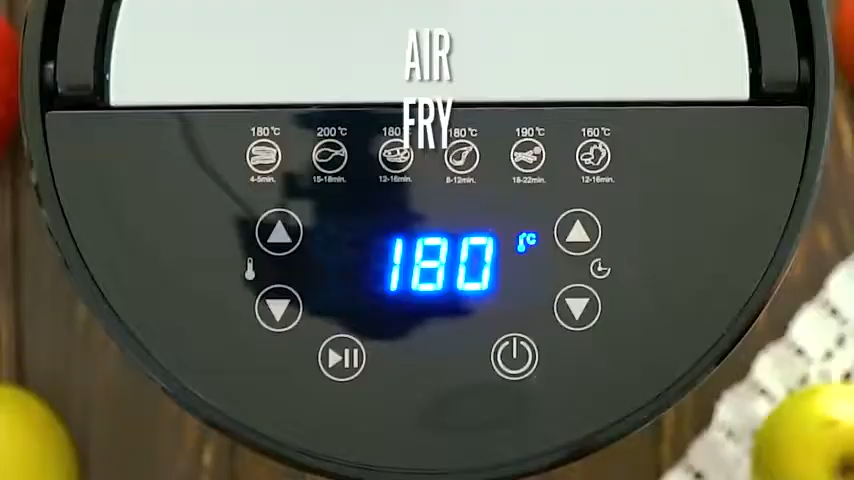 AIR
FRY
180°C 200°C 180 180°C 190°C 160°C
4-5min. 15-18min. 12-16min. 8-12min. 18-22min. 12-16min.
180 °C